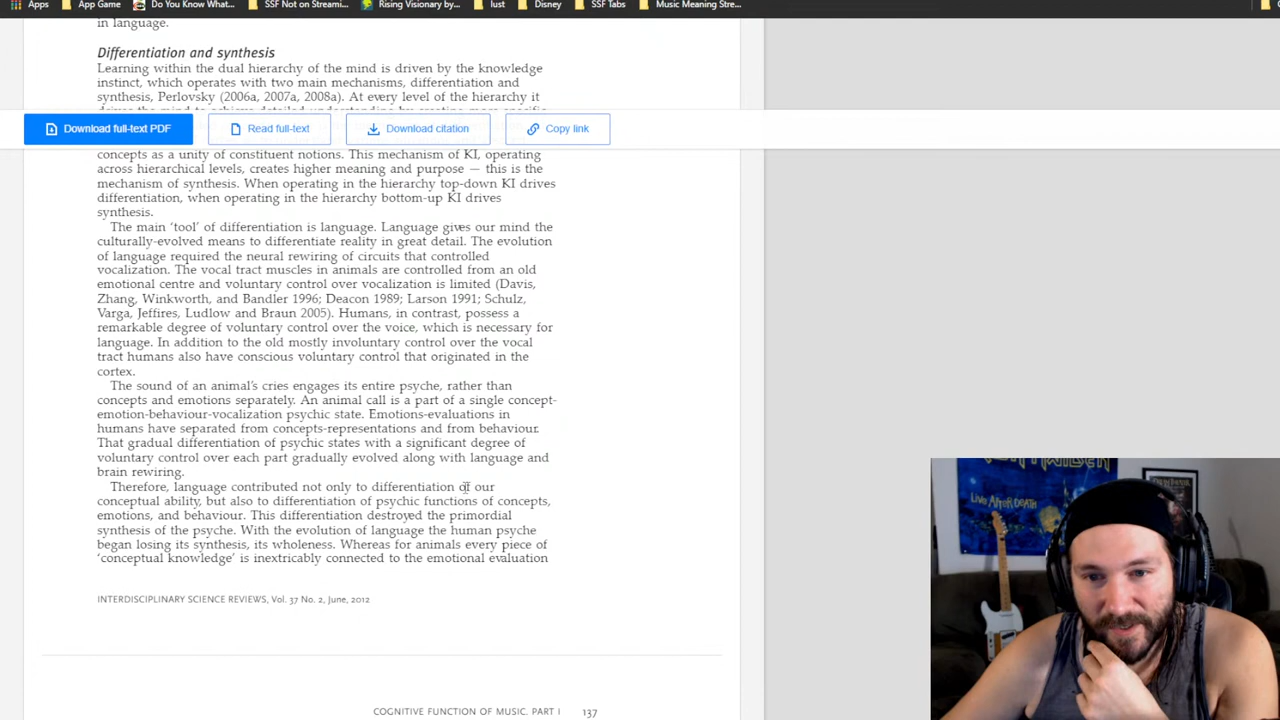 Apps App Game Do You Know What... SSF Not on Streami... Rising Visionary by... lust Disney SSF Tabs Music Meaning Stre...
in language.
Differentiation and synthesis
Learning within the dual hierarchy of the mind is driven by the knowledge
instinct, which operates with two main mechanisms, differentiation and
synthesis, Perlovsky (2006a, 2007a, 2008a). At every level of the hierarchy it
Download full-text PDF Read full-text Download citation Copy link
concepts as a unity of constituent notions. This mechanism of KI, operating
across hierarchical levels, creates higher meaning and purpose — this is the
mechanism of synthesis. When operating in the hierarchy top-down KI drives
differentiation, when operating in the hierarchy bottom-up KI drives
synthesis.
The main ‘tool’ of differentiation is language. Language gives our mind the
culturally-evolved means to differentiate reality in great detail. The evolution
of language required the neural rewiring of circuits that controlled
vocalization. The vocal tract muscles in animals are controlled from an old
emotional centre and voluntary control over vocalization is limited (Davis,
Zhang, Winkworth, and Bandler 1996; Deacon 1989; Larson 1991; Schulz,
Varga, Jeffires, Ludlow and Braun 2005). Humans, in contrast, possess a
remarkable degree of voluntary control over the voice, which is necessary for
language. In addition to the old mostly involuntary control over the vocal
tract humans also have conscious voluntary control that originated in the
cortex.
The sound of an animal’s cries engages its entire psyche, rather than
concepts and emotions separately. An animal call is a part of a single concept-
emotion-behaviour-vocalization psychic state. Emotions-evaluations in
humans have separated from concepts-representations and from behaviour.
That gradual differentiation of psychic states with a significant degree of
voluntary control over each part gradually evolved along with language and
brain rewiring.
Therefore, language contributed not only to differentiation of our
conceptual ability, but also to differentiation of psychic functions of concepts,
emotions, and behaviour. This differentiation destroyed the primordial
synthesis of the psyche. With the evolution of language the human psyche
began losing its synthesis, its wholeness. Whereas for animals every piece of
‘conceptual knowledge’ is inextricably connected to the emotional evaluation
INTERDISCIPLINARY SCIENCE REVIEWS, Vol. 37 No. 2, June, 2012
COGNITIVE FUNCTION OF MUSIC, PART I 137
LIVE AFTER DEATH